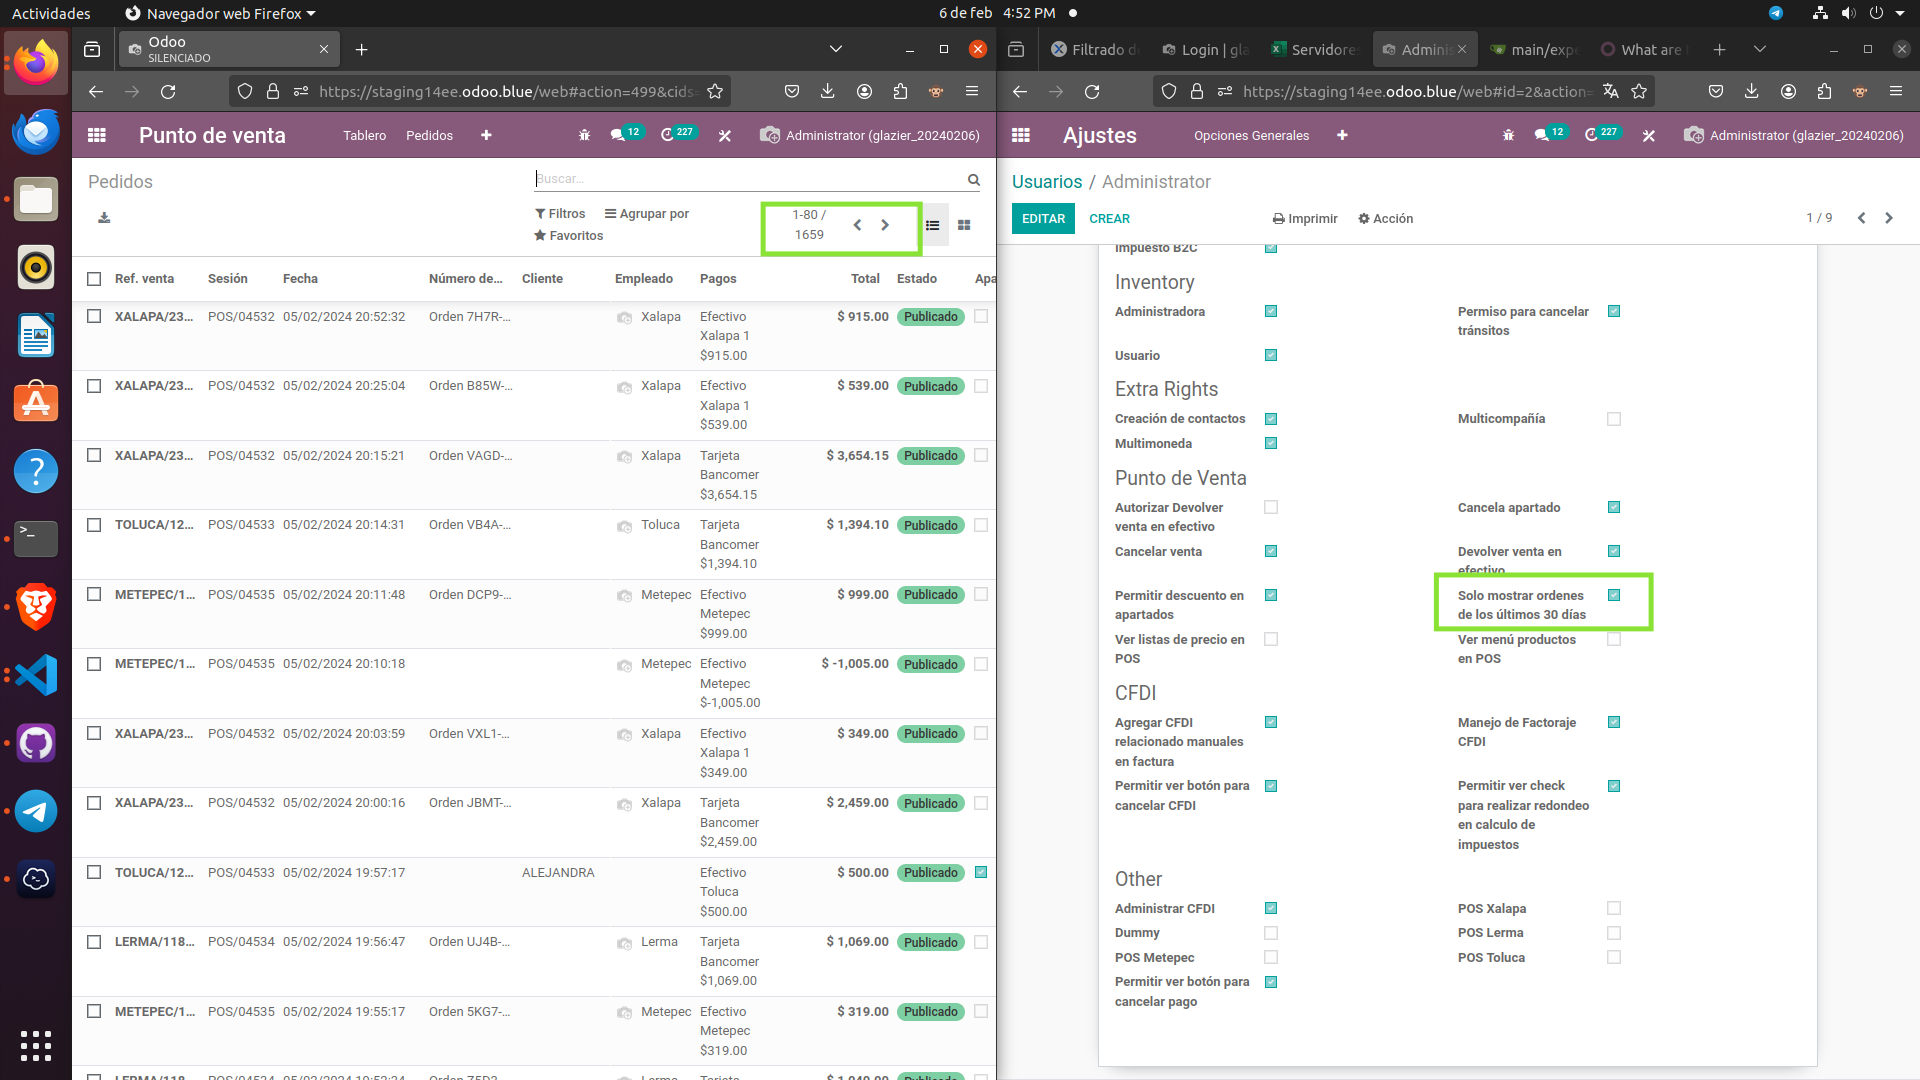 Actividades
Navegador web Firefox
6 de feb 4:52 PM
Odoo
SILENCIADO
https://staging14ee.odoo.blue/web#action=499&cids=
Punto de venta
Tablero
Pedidos
12
227
Administrator (glazier_20240206)
Pedidos
Buscar...
Filtros
Agrupar por
Favoritos
1-80 /
1659
Ref. venta Sesión Fecha Número de... Cliente Empleado Pagos Total Estado Apa
XALAPA/23... POS/04532 05/02/2024 20:52:32 Orden 7H7R-... Xalapa Efectivo $ 915.00 Publicado
Xalapa 1
$915.00
XALAPA/23... POS/04532 05/02/2024 20:25:04 Orden B85W-... Xalapa Efectivo $ 539.00 Publicado
Xalapa 1
$539.00
XALAPA/23... POS/04532 05/02/2024 20:15:21 Orden VAGD-... Xalapa Tarjeta $ 3,654.15 Publicado
Bancomer
$3,654.15
TOLUCA/12... POS/04533 05/02/2024 20:14:31 Orden VB4A-... Toluca Tarjeta $ 1,394.10 Publicado
Bancomer
$1,394.10
METEPEC/1... POS/04535 05/02/2024 20:11:48 Orden DCP9-... Metepec Efectivo $ 999.00 Publicado
Metepec
$999.00
METEPEC/1... POS/04535 05/02/2024 20:10:18 Metepec Efectivo $ -1,005.00 Publicado
Metepec
$-1,005.00
XALAPA/23... POS/04532 05/02/2024 20:03:59 Orden VXL1-... Xalapa Efectivo $ 349.00 Publicado
Xalapa 1
$349.00
XALAPA/23... POS/04532 05/02/2024 20:00:16 Orden JBMT-... Xalapa Tarjeta $ 2,459.00 Publicado
Bancomer
$2,459.00
TOLUCA/12... POS/04533 05/02/2024 19:57:17 ALEJANDRA Efectivo $ 500.00 Publicado
Toluca
$500.00
LERMA/118... POS/04534 05/02/2024 19:56:47 Orden UJ4B-... Lerma Tarjeta $ 1,069.00 Publicado
Bancomer
$1,069.00
METEPEC/1... POS/04535 05/02/2024 19:55:17 Orden 5KG7-... Metepec Efectivo $ 319.00 Publicado
Metepec
$319.00
Filtrado d
Login | gla
Servidore
Adminis
main/expe
What are
https://staging14ee.odoo.blue/web#id=2&action=
Ajustes
Opciones Generales
12
227
Administrator (glazier_20240206)
Usuarios / Administrator
EDITAR
CREAR
Imprimir
Acción
1 / 9
Impuesto B2C
Inventory
Administradora
Permiso para cancelar
tránsitos
Usuario
Extra Rights
Creación de contactos
Multicompañía
Multimoneda
Punto de Venta
Autorizar Devolver
venta en efectivo
Cancela apartado
Cancelar venta
Devolver venta en
efectivo
Permitir descuento en
apartados
Solo mostrar ordenes
de los últimos 30 días
Ver listas de precio en
POS
Ver menú productos
en POS
CFDI
Agregar CFDI
relacionado manuales
en factura
Manejo de Factoraje
CFDI
Permitir ver botón para
cancelar CFDI
Permitir ver check
para realizar redondeo
en calculo de
impuestos
Other
Administrar CFDI
POS Xalapa
Dummy
POS Lerma
POS Metepec
POS Toluca
Permitir ver botón para
cancelar pago